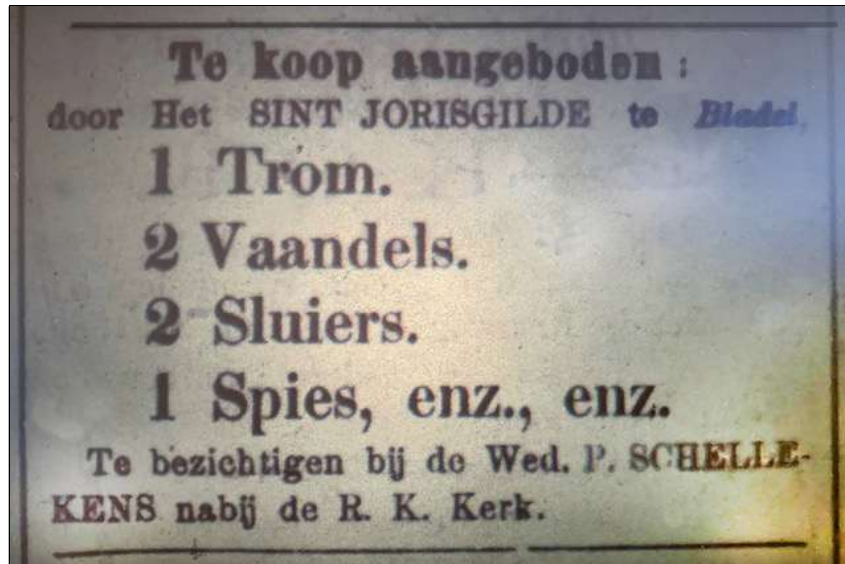 Te koop aangeboden :
door Het SINT JORISGILDE te Bladel,
1 Trom.
2 Vaandels.
2 Sluiers.
1 Spies, enz., enz.
Te bezichtigen bij de Wed. P. SCHELLE-
KENS nabij de R. K. Kerk.